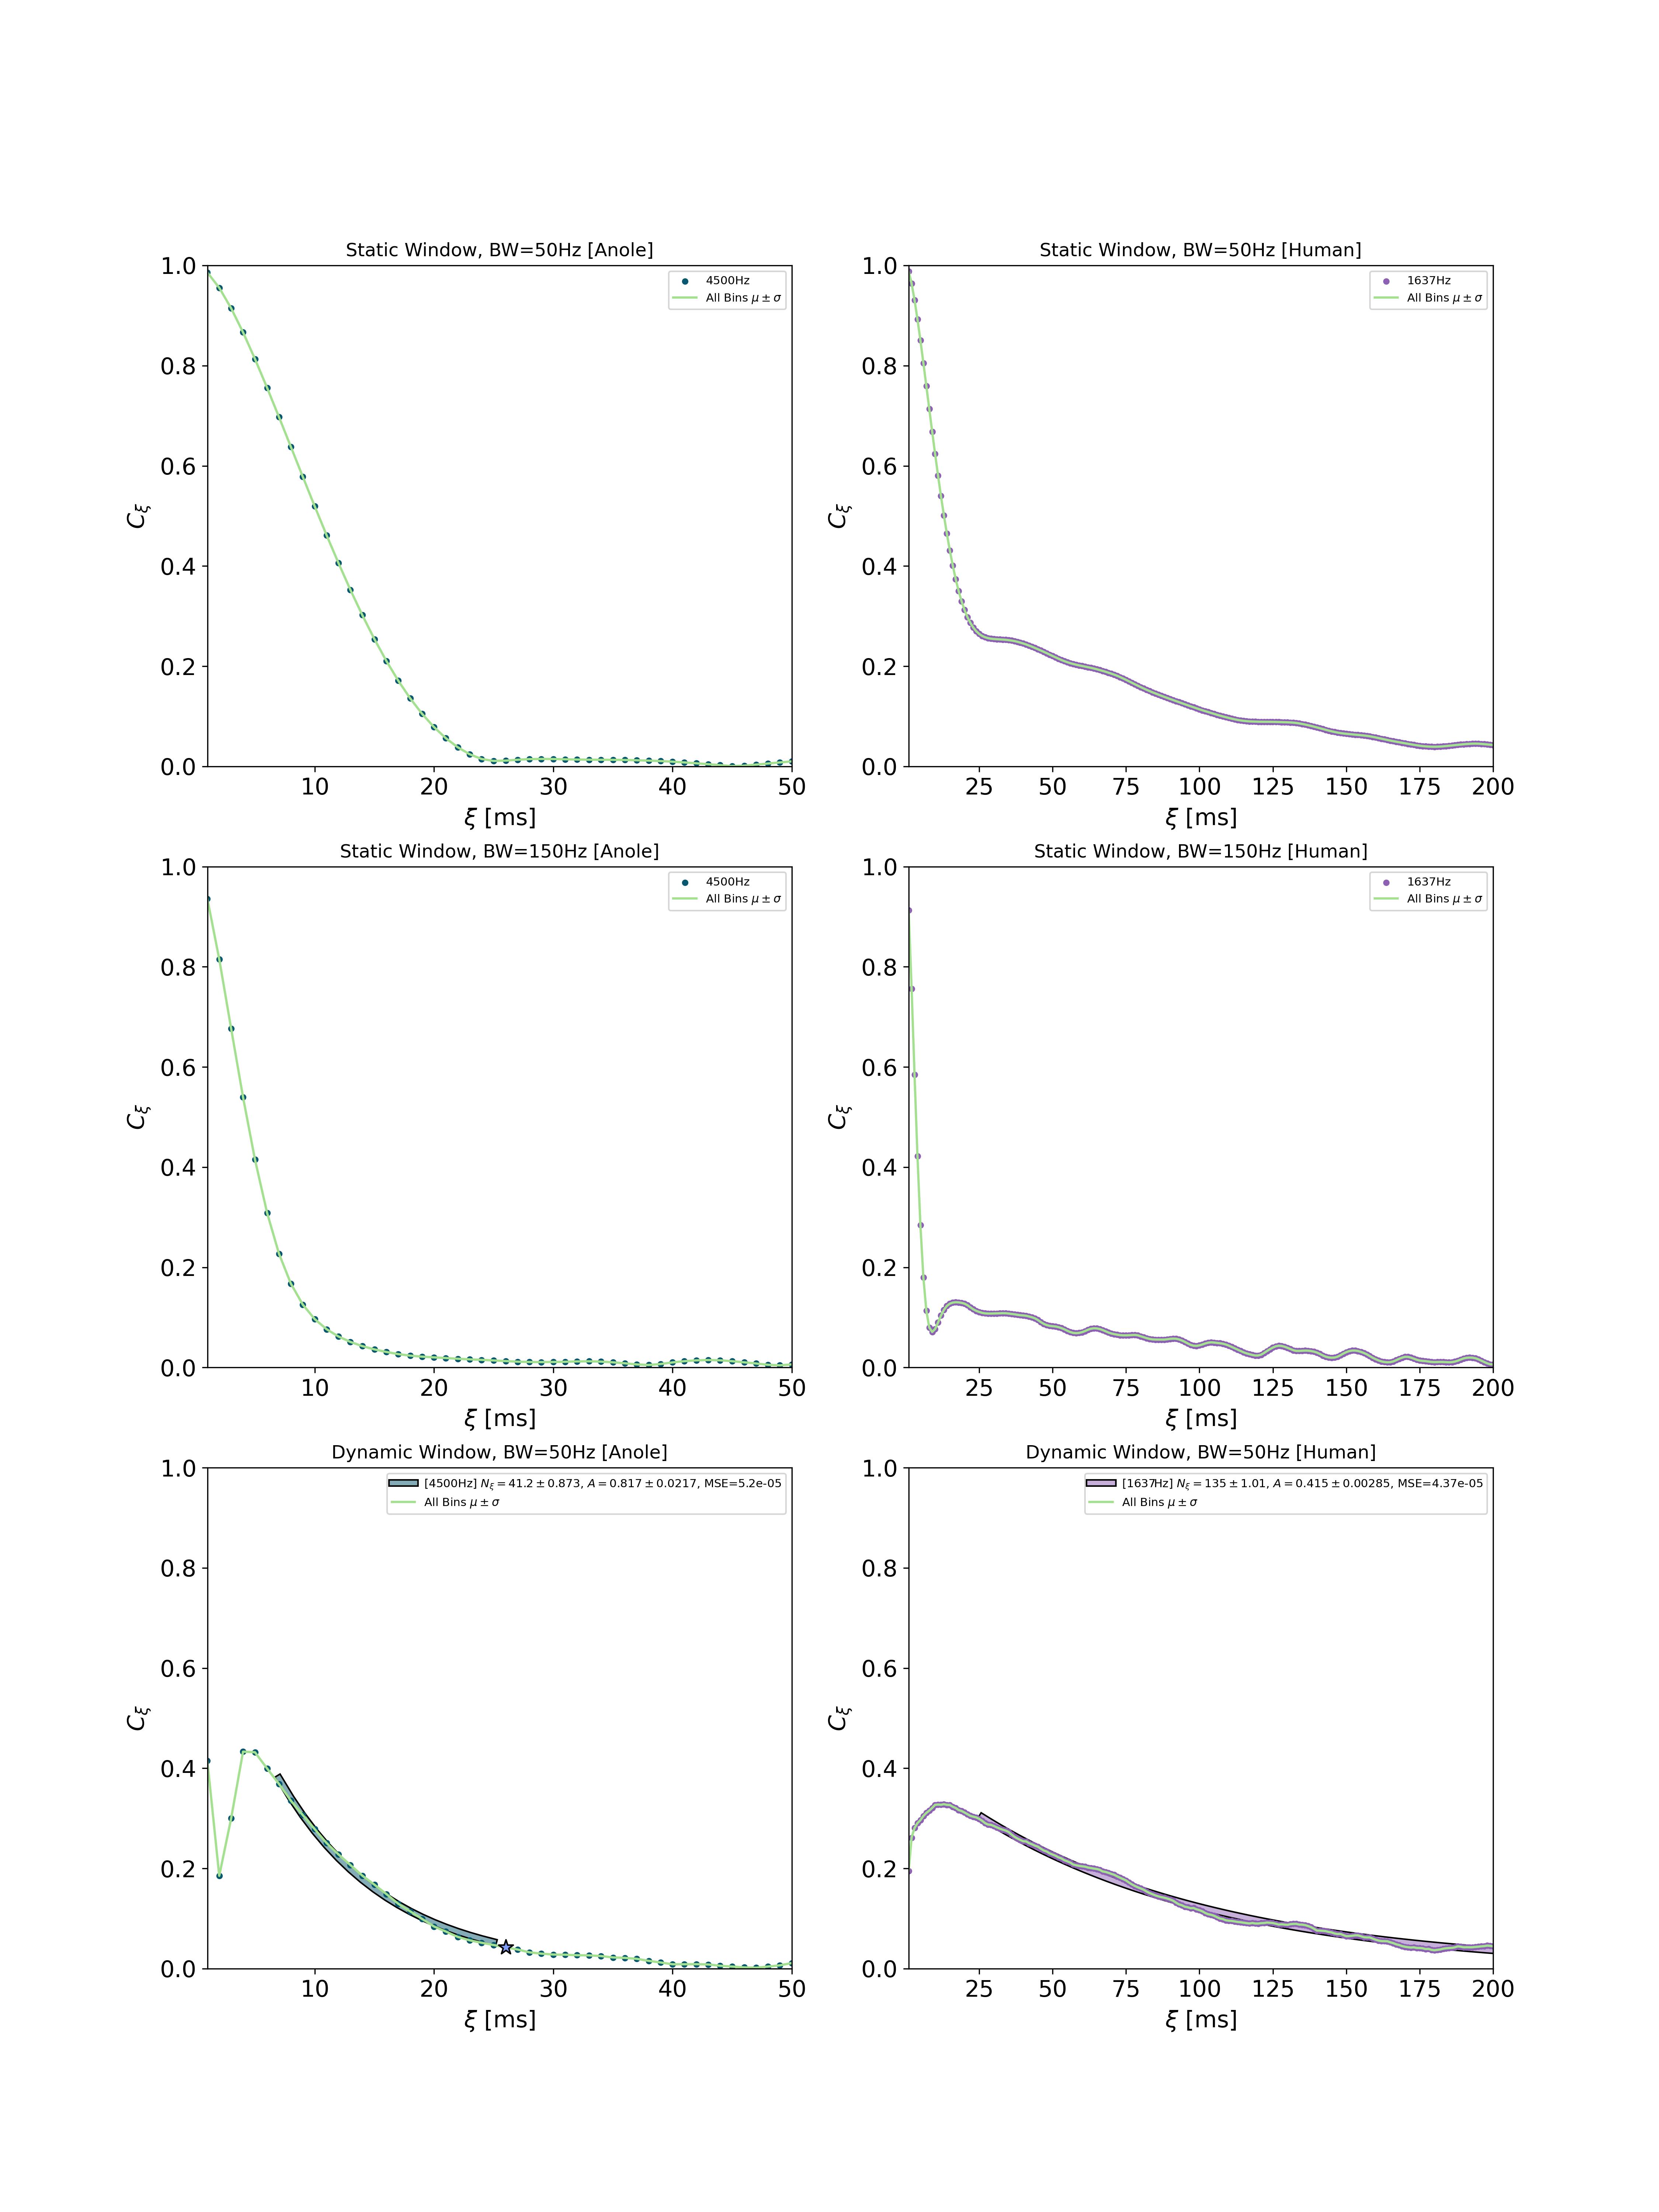 Static Window, BW=50Hz [Anole]
1.0
0.8
0.6
0.4
0.2
0.0
10 20 30 40 50
Cξ
ξ [ms]
4500Hz
All Bins μ ± σ
Static Window, BW=50Hz [Human]
1.0
0.8
0.6
0.4
0.2
0.0
25 50 75 100 125 150 175 200
Cξ
ξ [ms]
1637Hz
All Bins μ ± σ
Static Window, BW=150Hz [Anole]
1.0
0.8
0.6
0.4
0.2
0.0
10 20 30 40 50
Cξ
ξ [ms]
4500Hz
All Bins μ ± σ
Static Window, BW=150Hz [Human]
1.0
0.8
0.6
0.4
0.2
0.0
25 50 75 100 125 150 175 200
Cξ
ξ [ms]
1637Hz
All Bins μ ± σ
Dynamic Window, BW=50Hz [Anole]
1.0
0.8
0.6
0.4
0.2
0.0
10 20 30 40 50
Cξ
ξ [ms]
[4500Hz] Nξ = 41.2 ± 0.873, A = 0.817 ± 0.0217, MSE=5.2e-05
All Bins μ ± σ
Dynamic Window, BW=50Hz [Human]
1.0
0.8
0.6
0.4
0.2
0.0
25 50 75 100 125 150 175 200
Cξ
ξ [ms]
[1637Hz] Nξ = 135 ± 1.01, A = 0.415 ± 0.00285, MSE=4.37e-05
All Bins μ ± σ